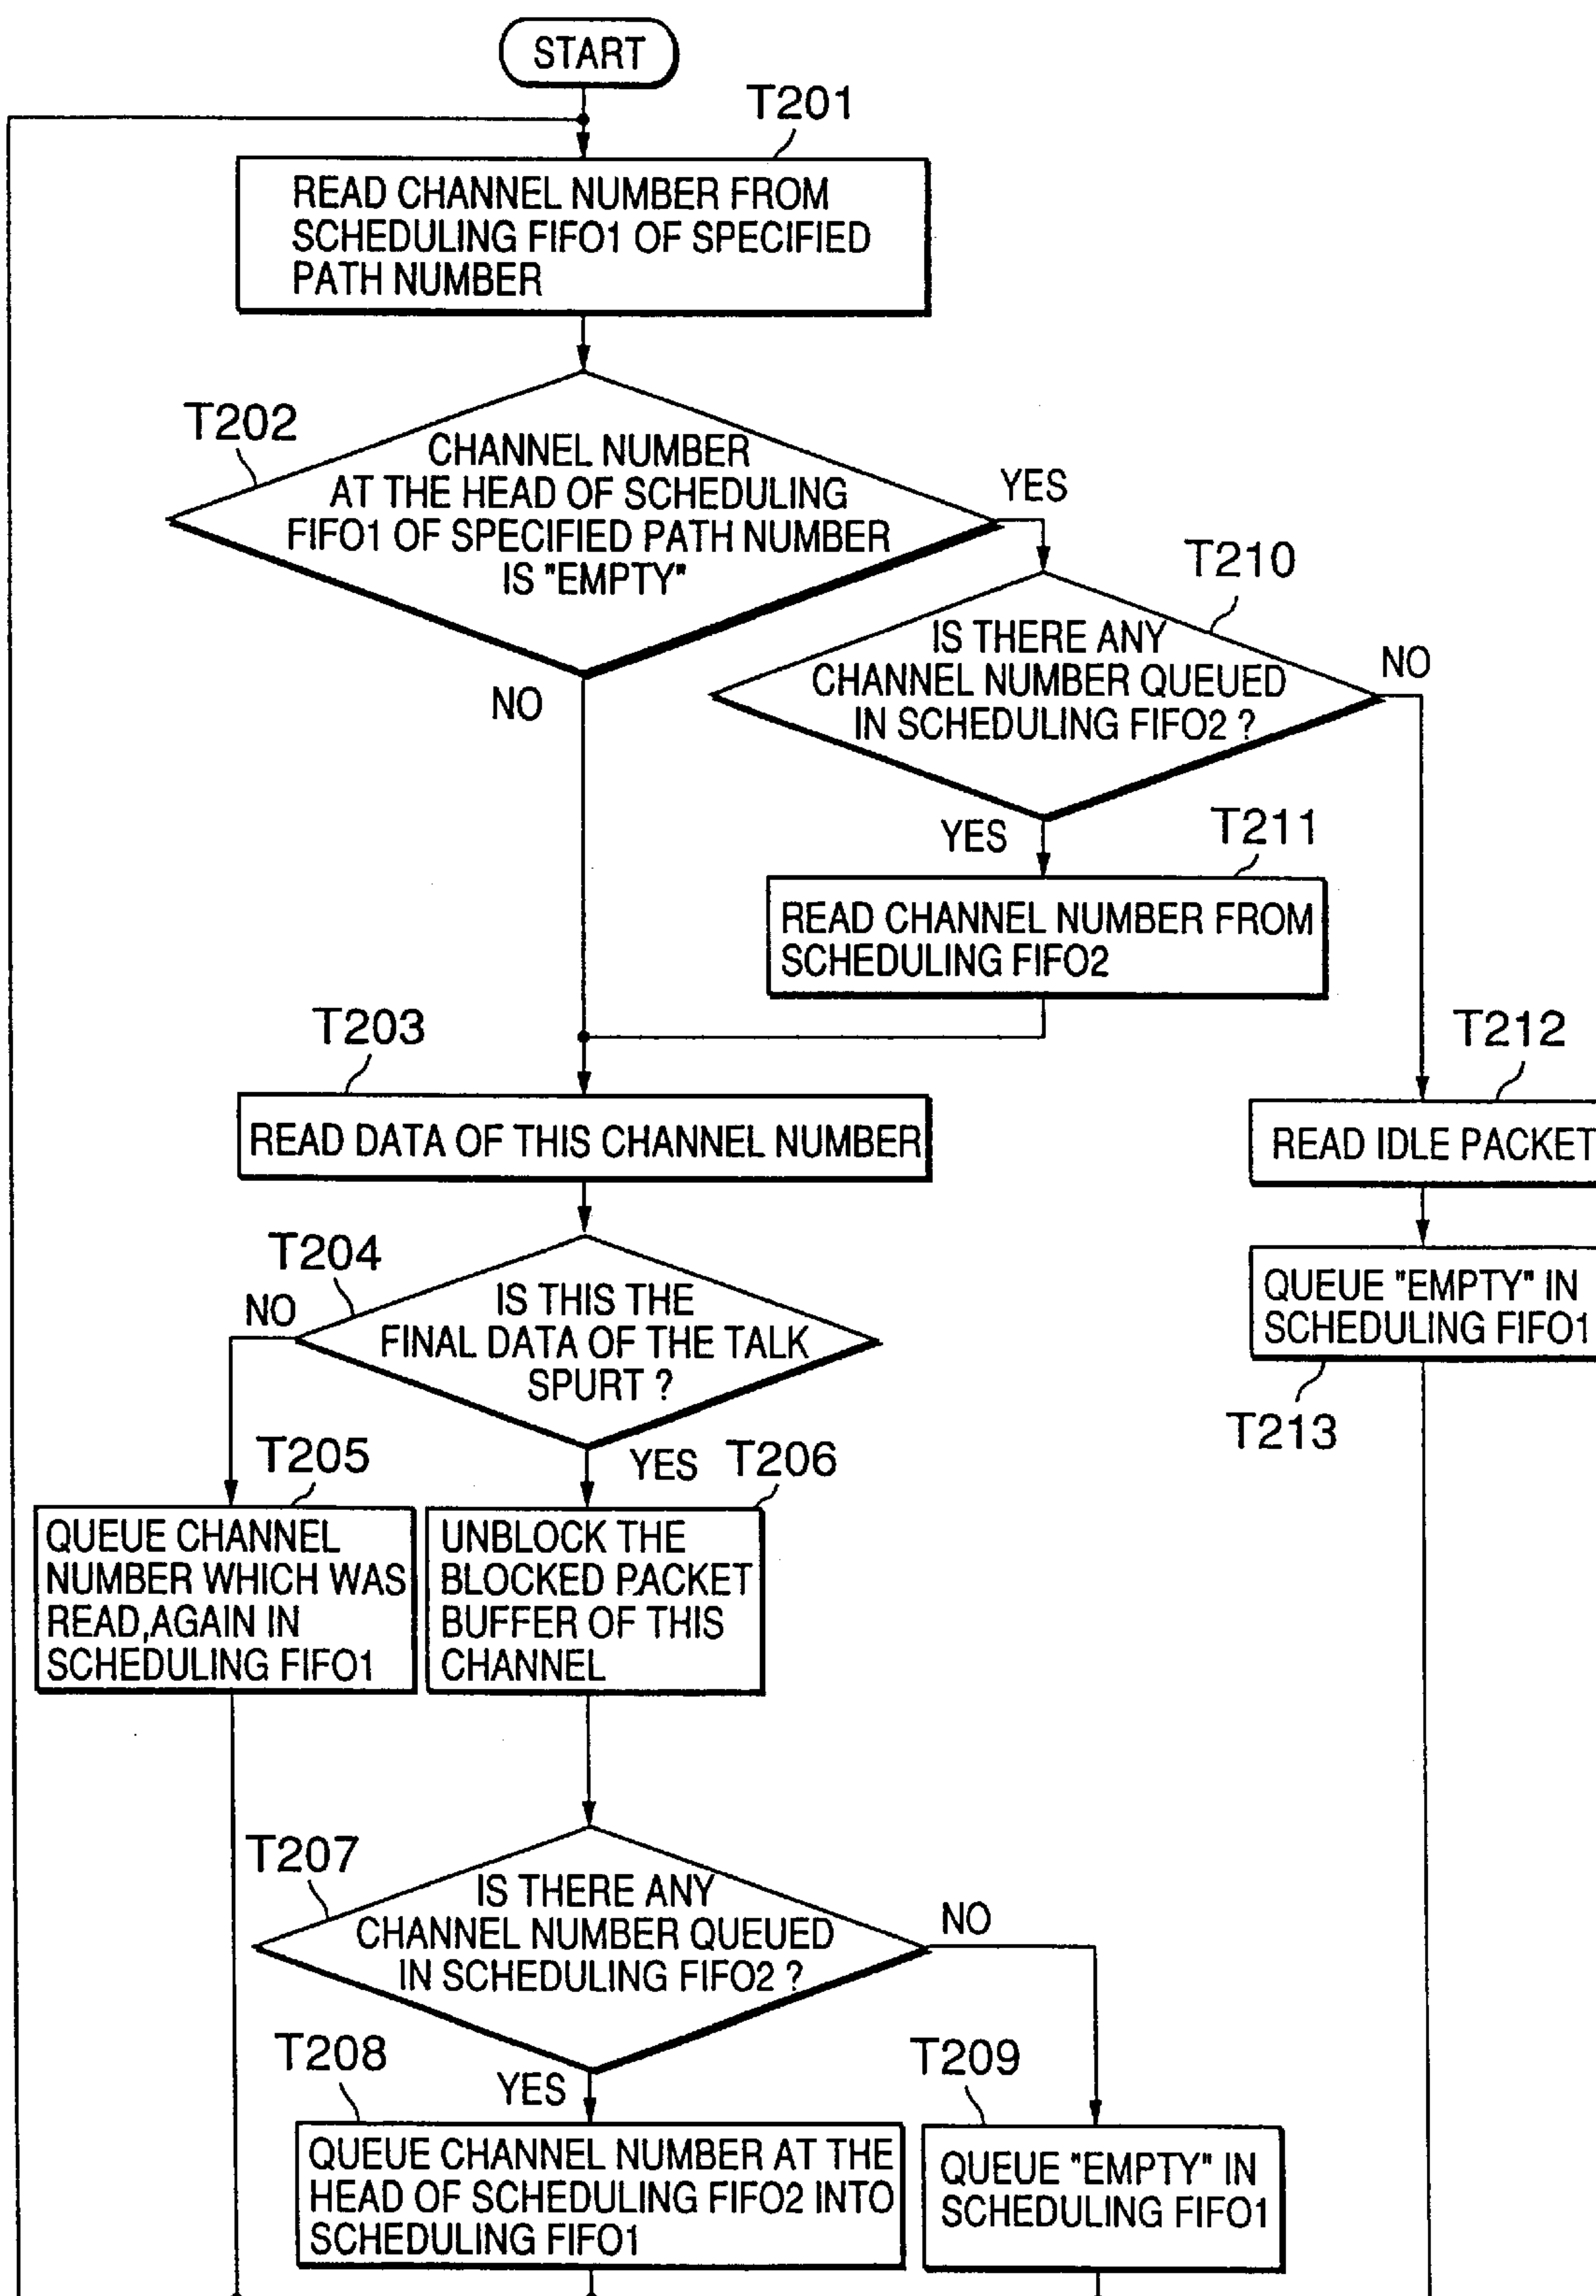 START
T201
READ CHANNEL NUMBER FROM
SCHEDULING FIFO1 OF SPECIFIED
PATH NUMBER
T202
CHANNEL NUMBER
AT THE HEAD OF SCHEDULING
FIFO1 OF SPECIFIED PATH NUMBER
IS "EMPTY"
YES
NO
T210
IS THERE ANY
CHANNEL NUMBER QUEUED
IN SCHEDULING FIFO2 ?
NO
YES
T211
READ CHANNEL NUMBER FROM
SCHEDULING FIFO2
T203
READ DATA OF THIS CHANNEL NUMBER
T212
READ IDLE PACKET
QUEUE "EMPTY" IN
SCHEDULING FIFO1
T213
T204
IS THIS THE
FINAL DATA OF THE TALK
SPURT ?
NO
YES
T205
QUEUE CHANNEL
NUMBER WHICH WAS
READ,AGAIN IN
SCHEDULING FIFO1
T206
UNBLOCK THE
BLOCKED PACKET
BUFFER OF THIS
CHANNEL
T207
IS THERE ANY
CHANNEL NUMBER QUEUED
IN SCHEDULING FIFO2 ?
NO
YES
T208
QUEUE CHANNEL NUMBER AT THE
HEAD OF SCHEDULING FIFO2 INTO
SCHEDULING FIFO1
T209
QUEUE "EMPTY" IN
SCHEDULING FIFO1